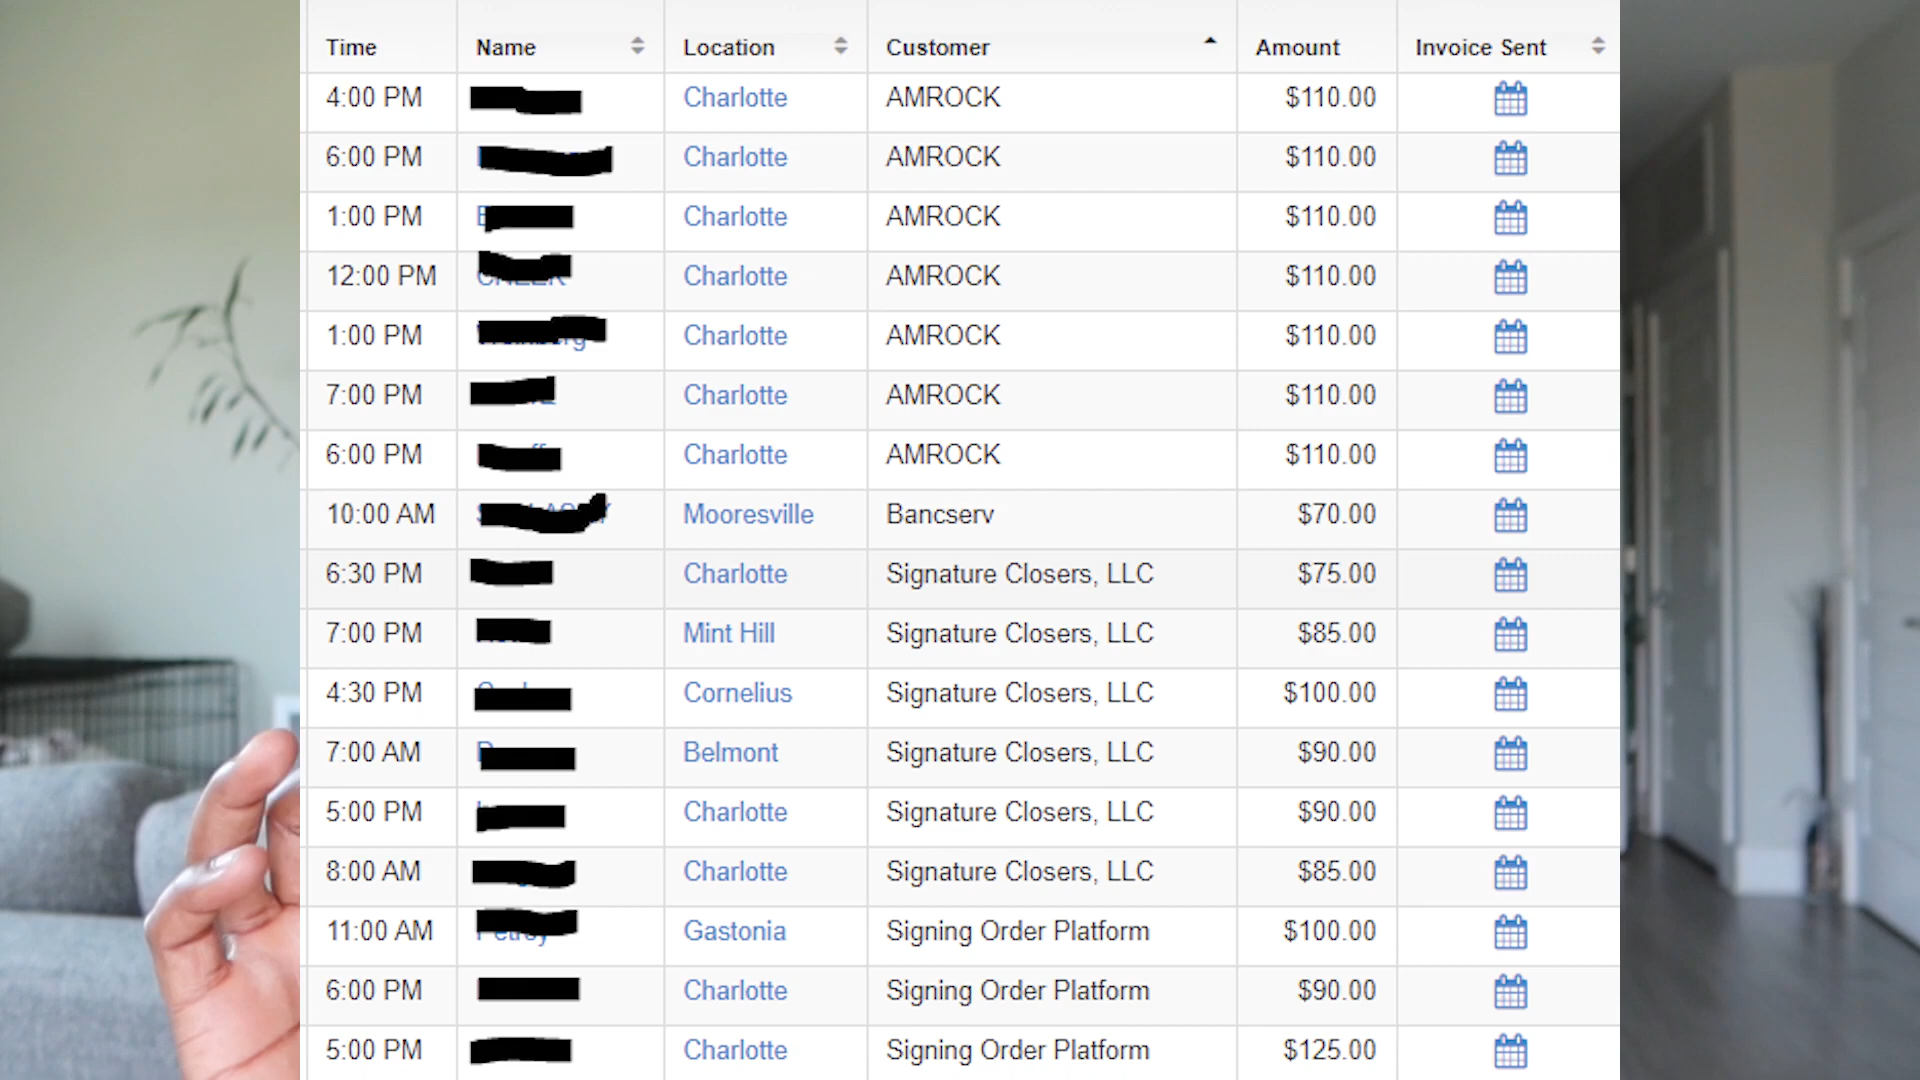 Time Name Location Customer Amount Invoice Sent
4:00 PM Charlotte AMROCK $110.00
6:00 PM Charlotte AMROCK $110.00
1:00 PM Charlotte AMROCK $110.00
12:00 PM Charlotte AMROCK $110.00
1:00 PM Charlotte AMROCK $110.00
7:00 PM Charlotte AMROCK $110.00
6:00 PM Charlotte AMROCK $110.00
10:00 AM Mooresville Bancserv $70.00
6:30 PM Charlotte Signature Closers, LLC $75.00
7:00 PM Mint Hill Signature Closers, LLC $85.00
4:30 PM Cornelius Signature Closers, LLC $100.00
7:00 AM Belmont Signature Closers, LLC $90.00
5:00 PM Charlotte Signature Closers, LLC $90.00
8:00 AM Charlotte Signature Closers, LLC $85.00
11:00 AM Gastonia Signing Order Platform $100.00
6:00 PM Charlotte Signing Order Platform $90.00
5:00 PM Charlotte Signing Order Platform $125.00